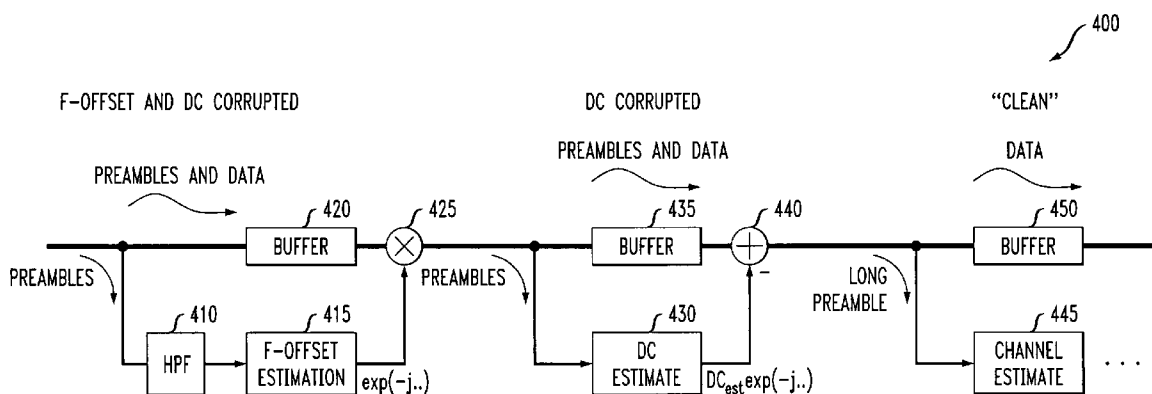 400
F-OFFSET AND DC CORRUPTED
DC CORRUPTED
"CLEAN"
PREAMBLES AND DATA
PREAMBLES AND DATA
DATA
420
425
435
440
450
BUFFER
×
BUFFER
+
BUFFER
PREAMBLES
PREAMBLES
−
LONG
PREAMBLE
410
415
430
445
HPF
F-OFFSET
ESTIMATION
exp(-j..)
DC
ESTIMATE
DC_est exp(-j..)
CHANNEL
ESTIMATE
...